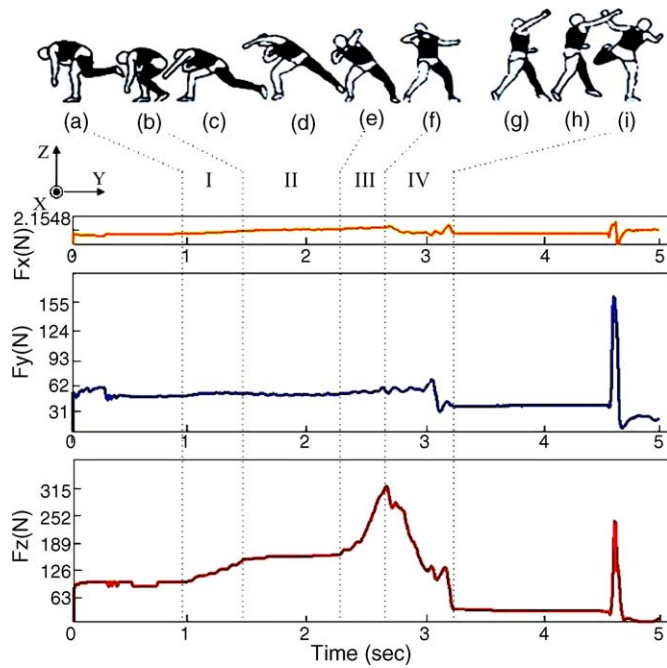 (a) (b) (c) (d) (e) (f) (g) (h) (i)
Z
Y
X
I II III IV
2.1548
Fx(N)
0 1 2 3 4 5
Fy(N)
155
124
93
62
31
0 1 2 3 4 5
Fz(N)
315
252
189
126
63
0 1 2 3 4 5
Time (sec)